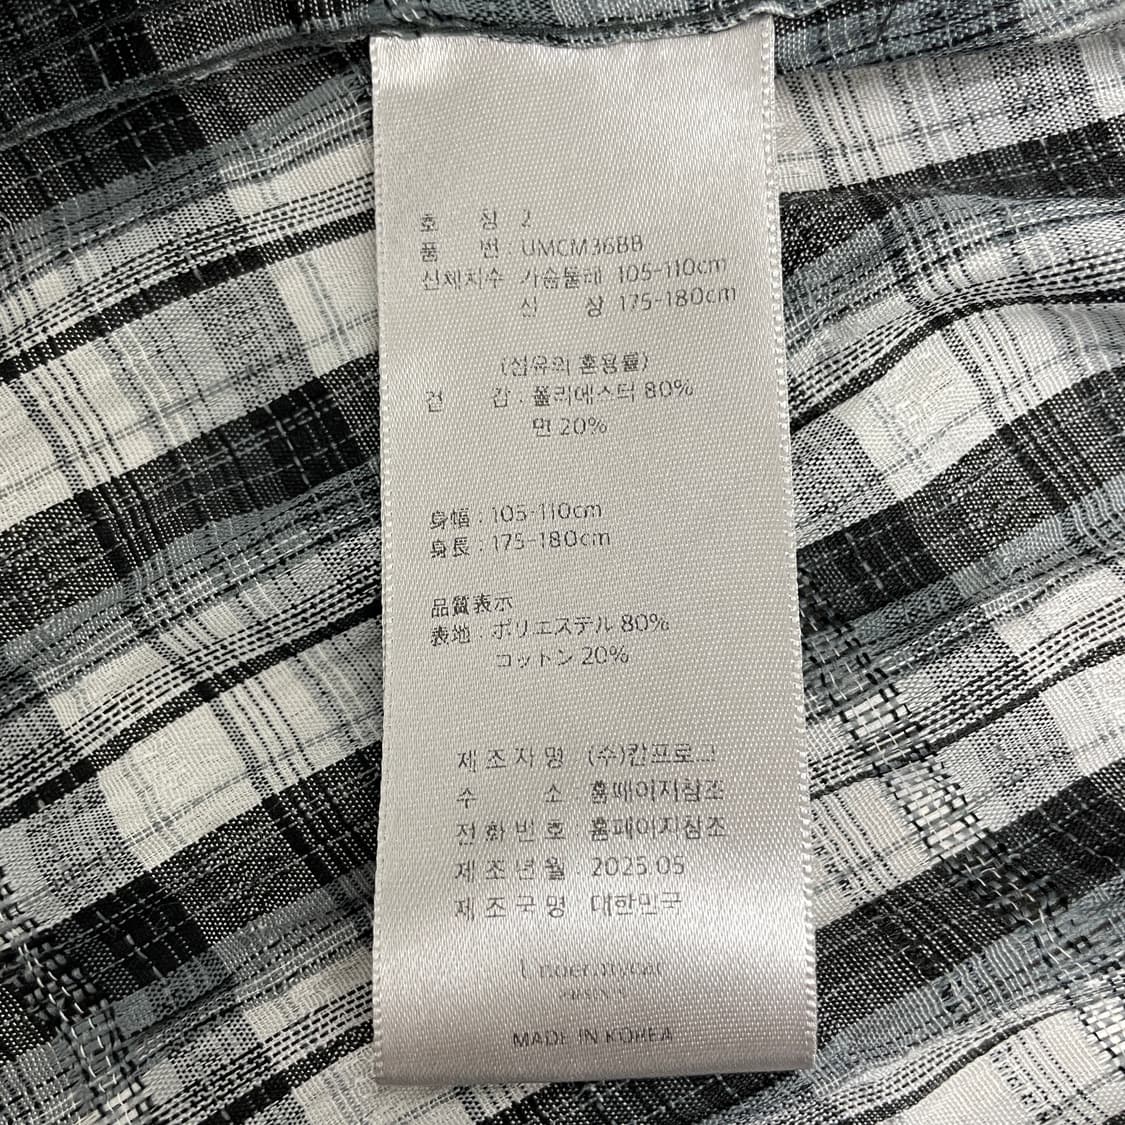 호 칭 2
품 번 : UMCM36BB
신체치수 가슴둘레 105-110cm
신 장 175-180cm
(섬유의 혼용률)
겉 감 : 폴리에스터 80%
면 20%
身幅 : 105-110cm
身長 : 175-180cm
品質表示
表地 : ポリエステル 80%
コットン 20%
제조자명 : (주)칸프로그
주 소 : 홈페이지참조
전화번호 : 홈페이지참조
제조년월 : 2025.05
제조국명 : 대한민국
MADE IN KOREA